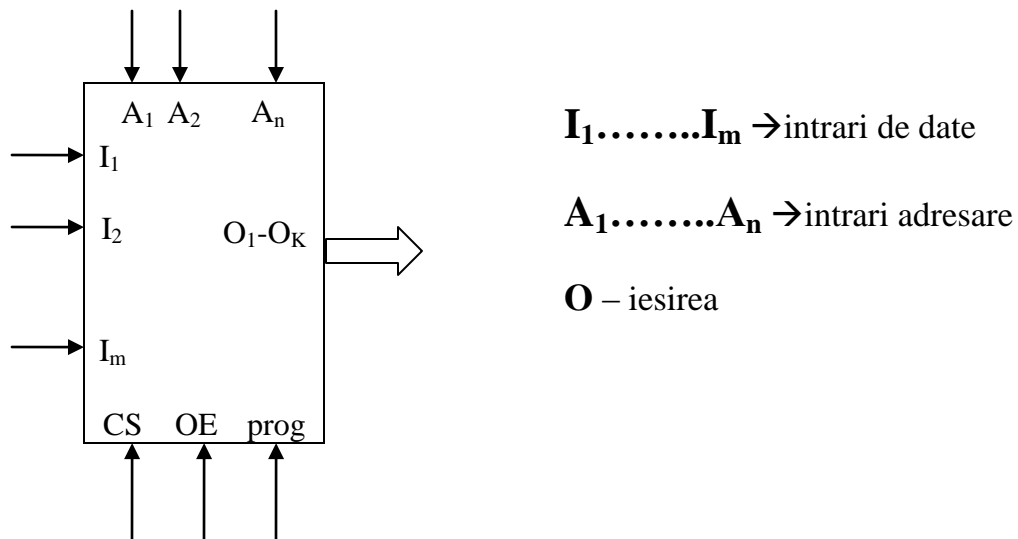 A₁ A₂ Aₙ
I₁
I₂
O₁-O_K
Iₘ
CS OE prog
I₁……..Iₘ →intrari de date
A₁……..Aₙ →intrari adresare
O – iesirea